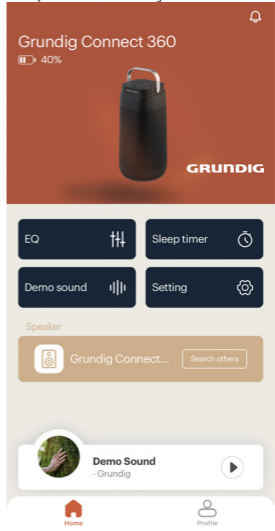 Grundig Connect 360
40%
GRUNDIG
EQ
Sleep timer
Demo sound
Setting
Speaker
Grundig Connect...
Search others
Demo Sound
- Grundig
Home
Profile